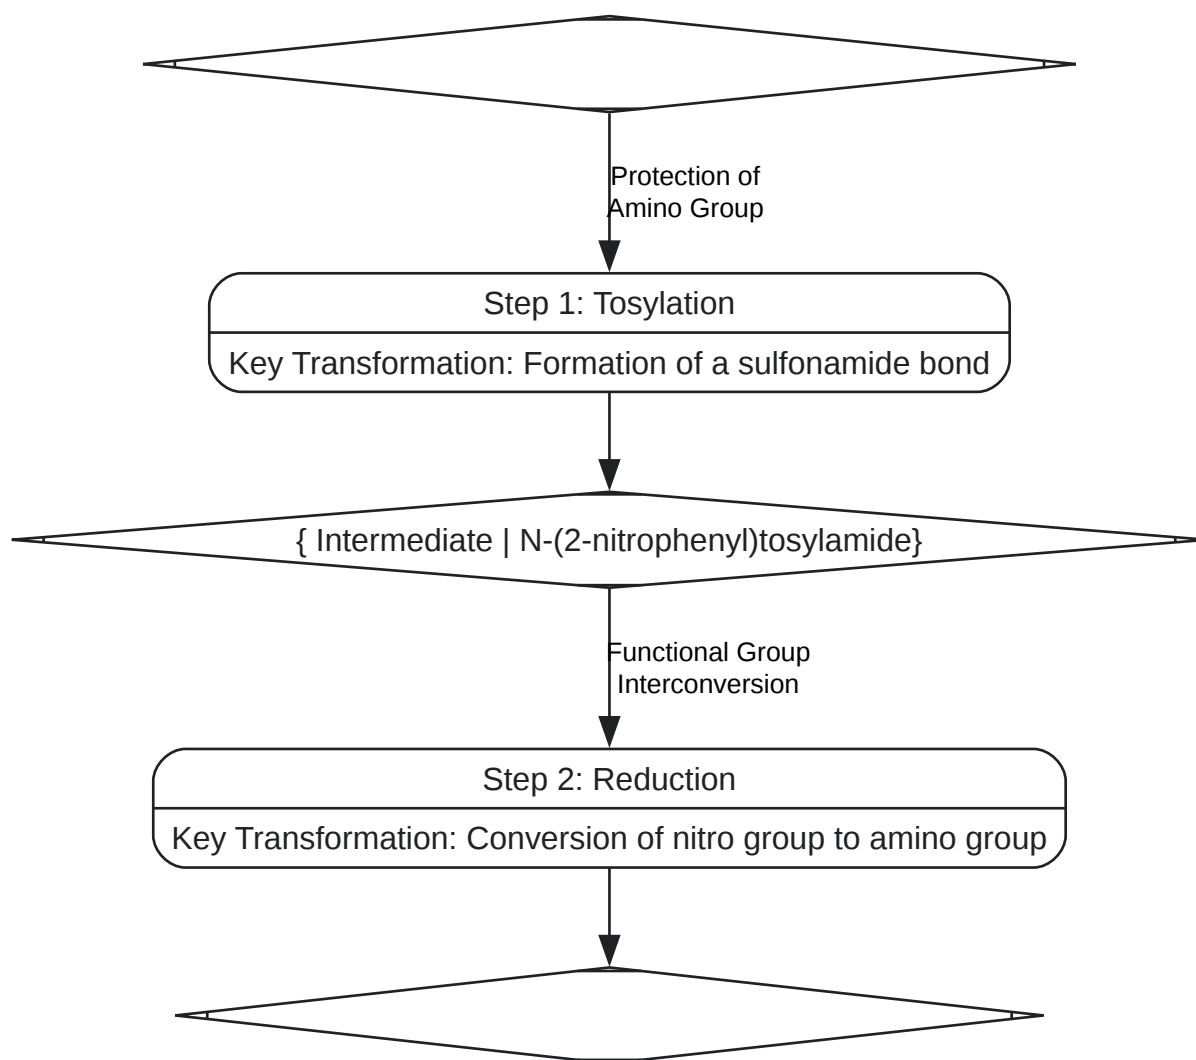 Protection of
Amino Group
Step 1: Tosylation
Key Transformation: Formation of a sulfonamide bond
{ Intermediate | N-(2-nitrophenyl)tosylamide}
Functional Group
Interconversion
Step 2: Reduction
Key Transformation: Conversion of nitro group to amino group